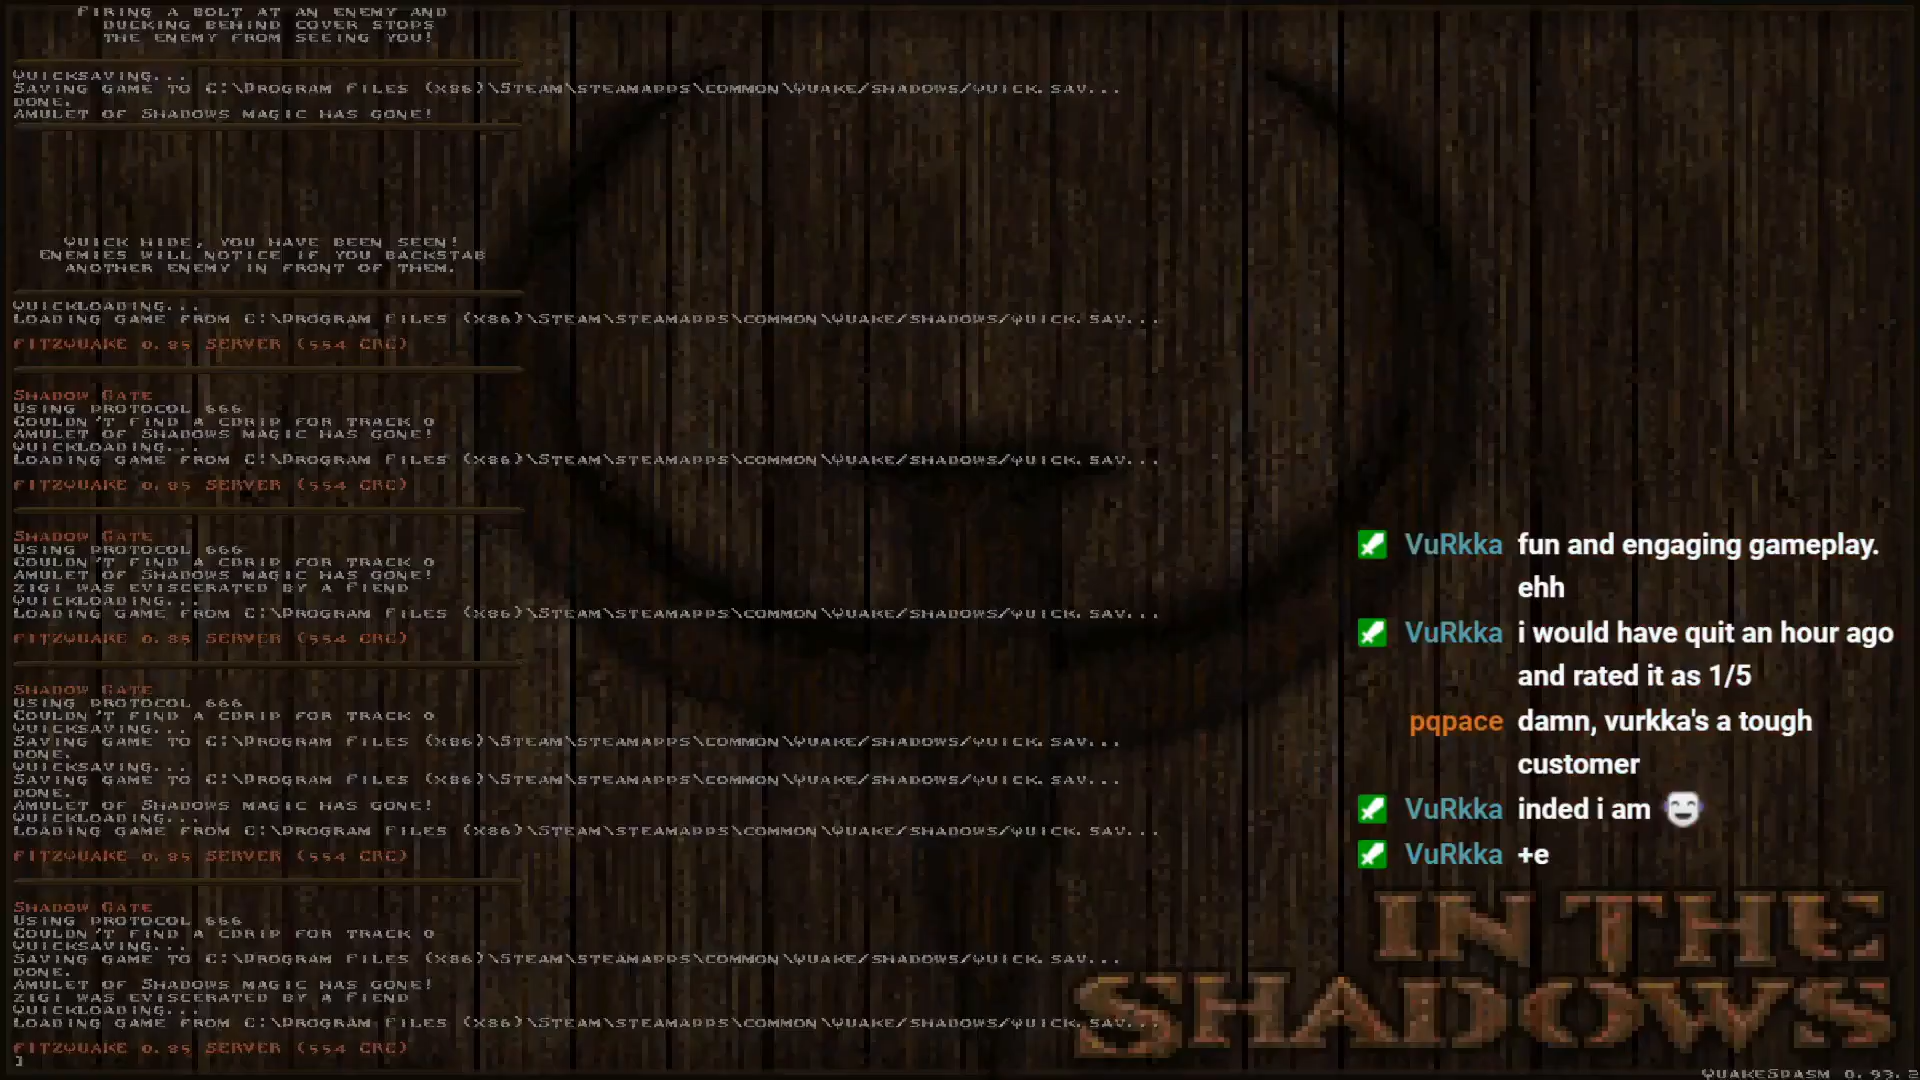 Firing a bolt at an enemy and
ducking behind cover stops
the enemy from seeing you!
Quicksaving...
Saving game to C:\Program Files (x86)\Steam\steamapps\common\Quake/shadows/quick.sav...
done.
Amulet of Shadows magic has gone!
Quick hide, you have been seen!
Enemies will notice if you backstab
another enemy in front of them.
Quickloading...
Loading game from C:\Program Files (x86)\Steam\steamapps\common\Quake/shadows/quick.sav...
FITZQUAKE 0.85 SERVER (554 CRC)
Shadow Gate
Using protocol 666
Couldn't find a cdrip for track 0
Amulet of Shadows magic has gone!
Quickloading...
Loading game from C:\Program Files (x86)\Steam\steamapps\common\Quake/shadows/quick.sav...
FITZQUAKE 0.85 SERVER (554 CRC)
Shadow Gate
Using protocol 666
Couldn't find a cdrip for track 0
Amulet of Shadows magic has gone!
zigi was eviscerated by a Fiend
Quickloading...
Loading game from C:\Program Files (x86)\Steam\steamapps\common\Quake/shadows/quick.sav...
FITZQUAKE 0.85 SERVER (554 CRC)
Shadow Gate
Using protocol 666
Couldn't find a cdrip for track 0
Quicksaving...
Saving game to C:\Program Files (x86)\Steam\steamapps\common\Quake/shadows/quick.sav...
done.
Quicksaving...
Saving game to C:\Program Files (x86)\Steam\steamapps\common\Quake/shadows/quick.sav...
done.
Amulet of Shadows magic has gone!
Quickloading...
Loading game from C:\Program Files (x86)\Steam\steamapps\common\Quake/shadows/quick.sav...
FITZQUAKE 0.85 SERVER (554 CRC)
Shadow Gate
Using protocol 666
Couldn't find a cdrip for track 0
Quicksaving...
Saving game to C:\Program Files (x86)\Steam\steamapps\common\Quake/shadows/quick.sav...
done.
Amulet of Shadows magic has gone!
zigi was eviscerated by a Fiend
Quickloading...
Loading game from C:\Program Files (x86)\Steam\steamapps\common\Quake/shadows/quick.sav...
FITZQUAKE 0.85 SERVER (554 CRC)
]
VuRkka fun and engaging gameplay.
ehh
VuRkka i would have quit an hour ago
and rated it as 1/5
pqpace damn, vurkka's a tough
customer
VuRkka inded i am
VuRkka +e
IN THE
SHADOWS
QuakeSpasm 0.93.2